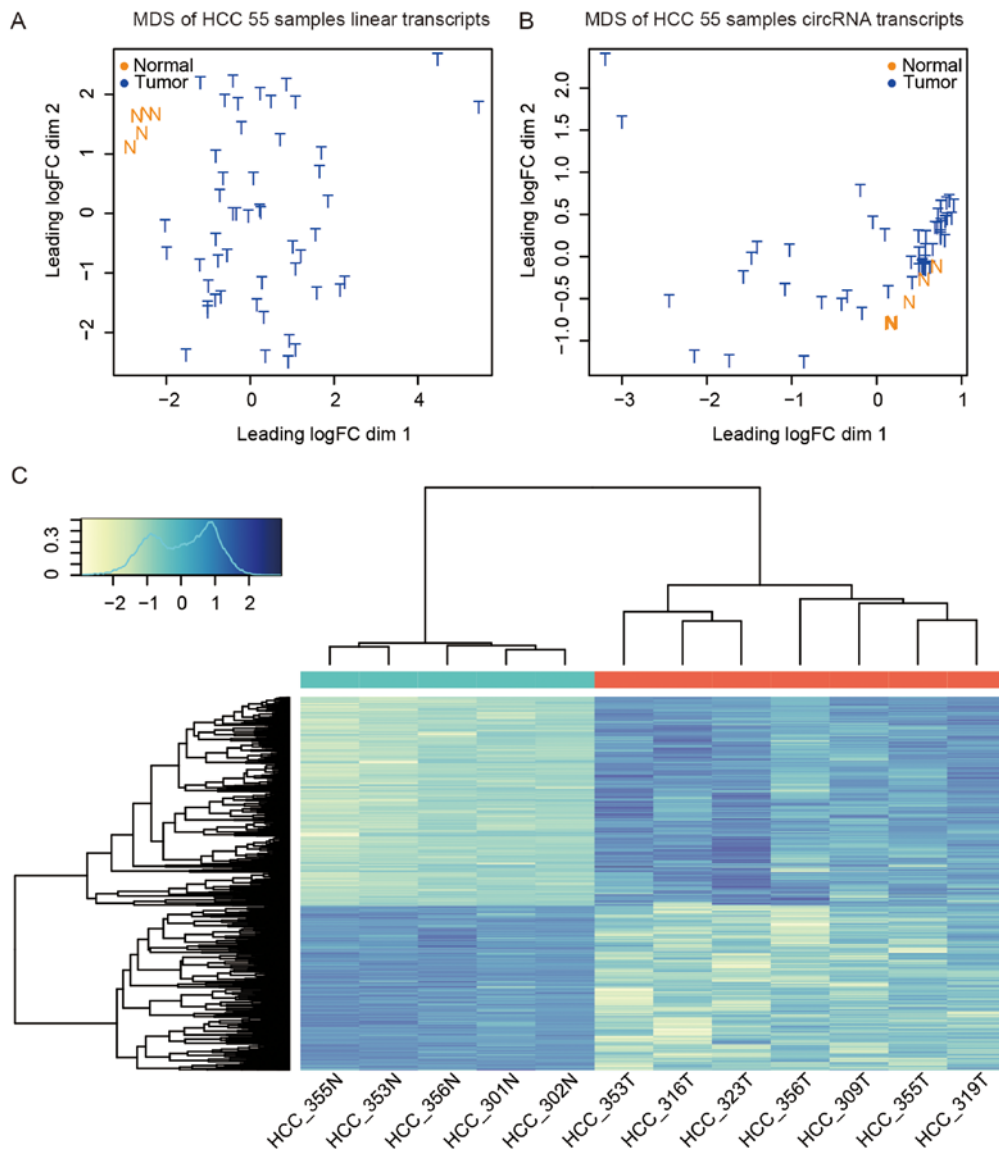 A MDS of HCC 55 samples linear transcripts
Normal
Tumor
Leading logFC dim 2
2
1
0
−1
−2
−2 0 2 4
Leading logFC dim 1
B MDS of HCC 55 samples circRNA transcripts
Normal
Tumor
Leading logFC dim 2
2.0
1.5
1.0
0.5
0.0
−0.5
−1.0
−3 −2 −1 0 1
Leading logFC dim 1
C
0.3
0
−2 −1 0 1 2
HCC_355N
HCC_353N
HCC_356N
HCC_301N
HCC_302N
HCC_353T
HCC_316T
HCC_323T
HCC_356T
HCC_309T
HCC_355T
HCC_319T